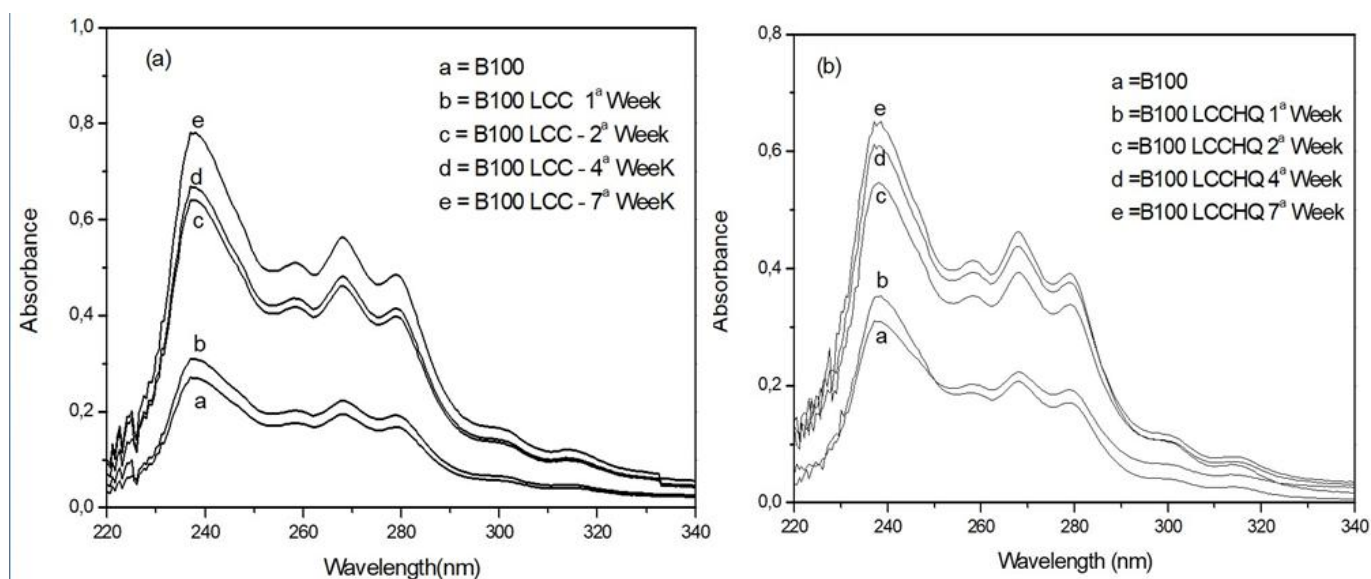 (a)
a = B100
b = B100 LCC 1ª Week
c = B100 LCC - 2ª Week
d = B100 LCC - 4ª WeeK
e = B100 LCC - 7ª WeeK
1,0
0,8
0,6
0,4
0,2
0,0
Absorbance
e
d
c
b
a
220 240 260 280 300 320 340
Wavelength(nm)
(b)
a =B100
b =B100 LCCHQ 1ª Week
c =B100 LCCHQ 2ª Week
d =B100 LCCHQ 4ª Week
e =B100 LCCHQ 7ª Week
0,8
0,6
0,4
0,2
0,0
Absorbance
e
d
c
b
a
220 240 260 280 300 320 340
Wavelength (nm)